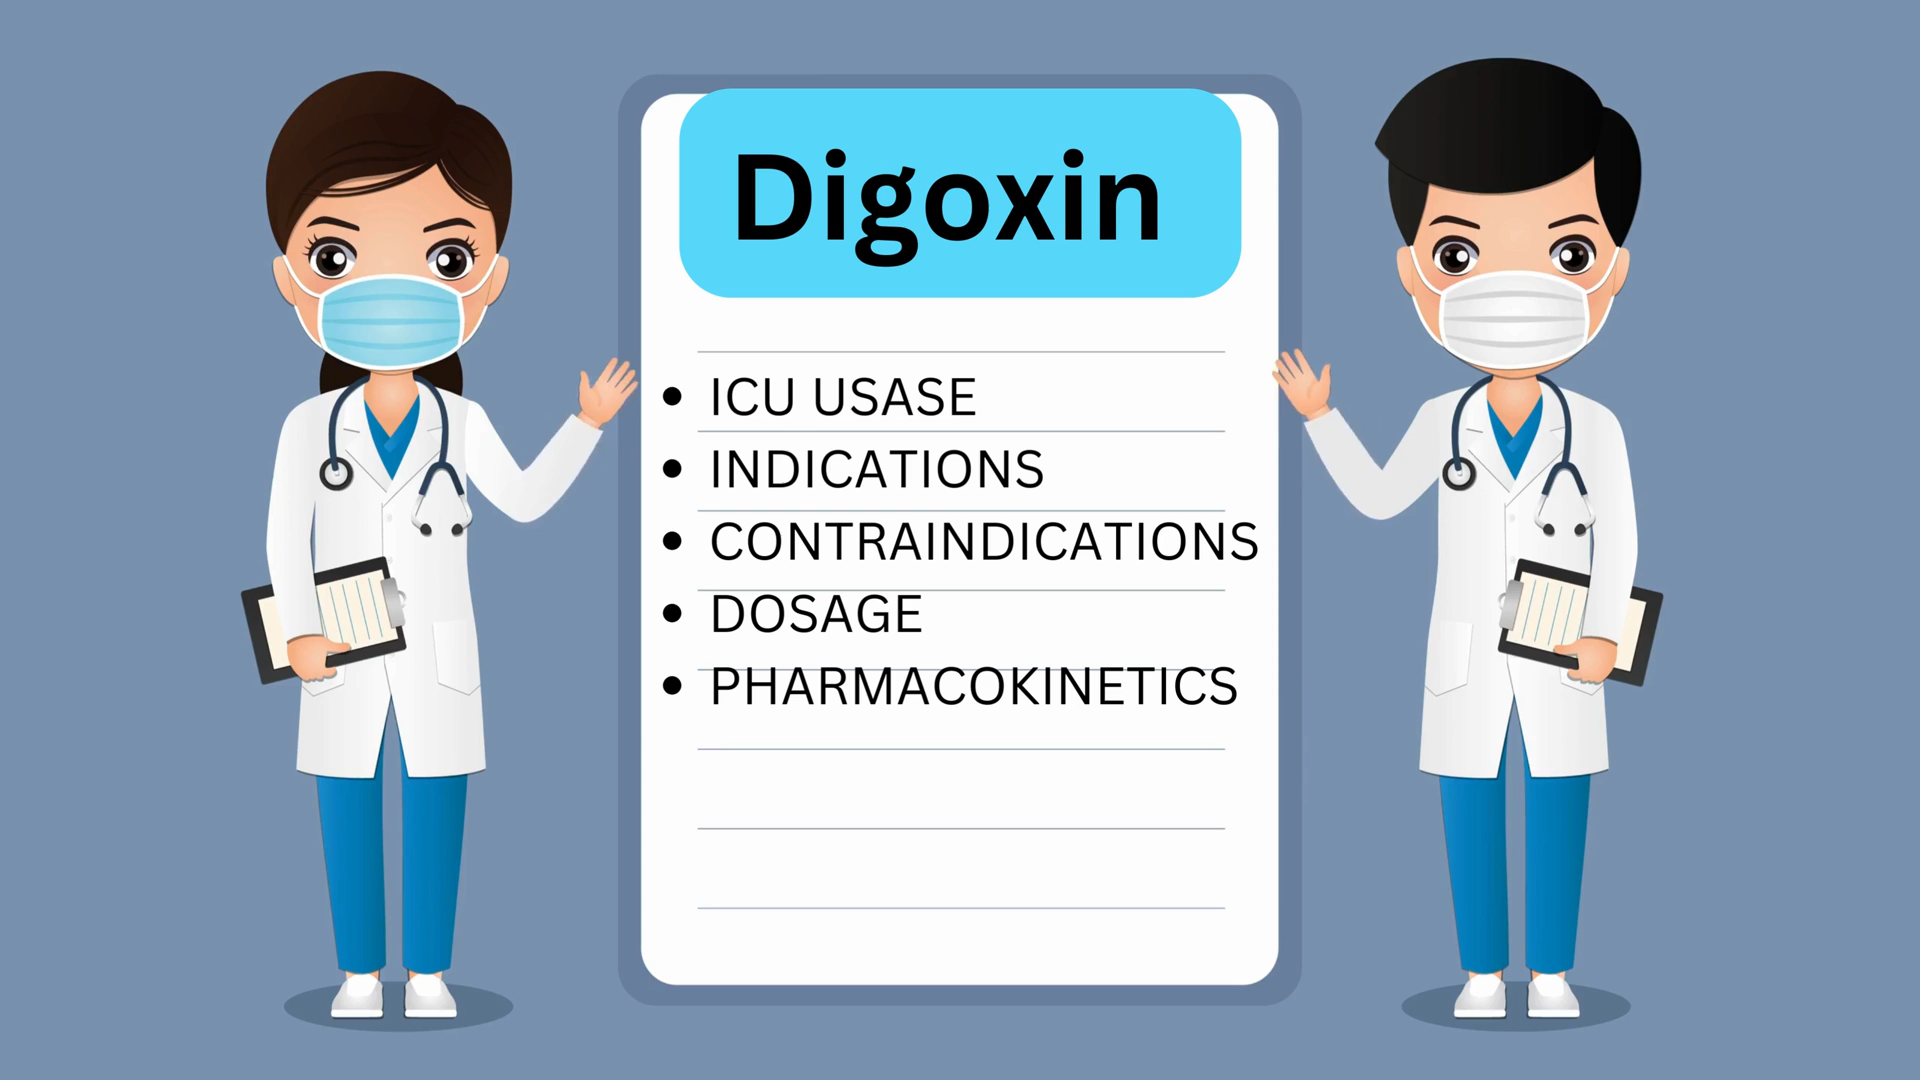 Digoxin
• ICU USASE
• INDICATIONS
• CONTRAINDICATIONS
• DOSAGE
• PHARMACOKINETICS